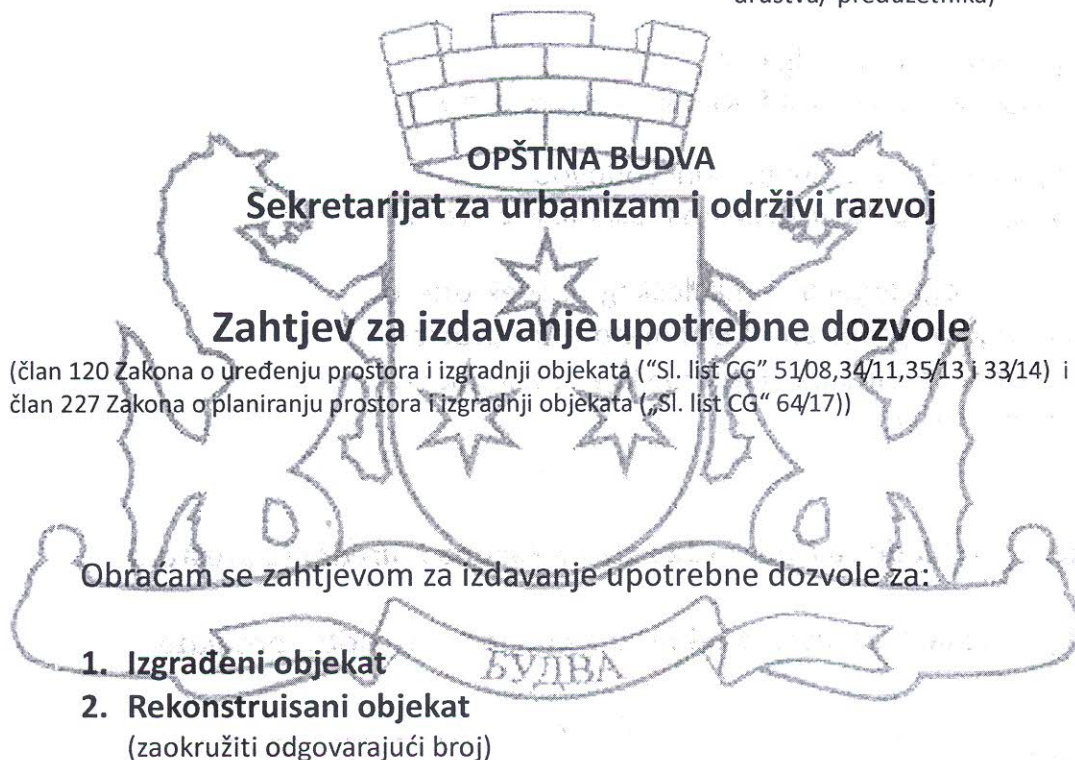 društva/ preduzetnika)
OPŠTINA BUDVA
Sekretarijat za urbanizam i održivi razvoj
Zahtjev za izdavanje upotrebne dozvole
(član 120 Zakona o uređenju prostora i izgradnji objekata (“Sl. list CG” 51/08,34/11,35/13 i 33/14) i
član 227 Zakona o planiranju prostora i izgradnji objekata („Sl. list CG“ 64/17))
Obraćam se zahtjevom za izdavanje upotrebne dozvole za:
1. Izgrađeni objekat
БУДВА
2. Rekonstruisani objekat
(zaokružiti odgovarajući broj)